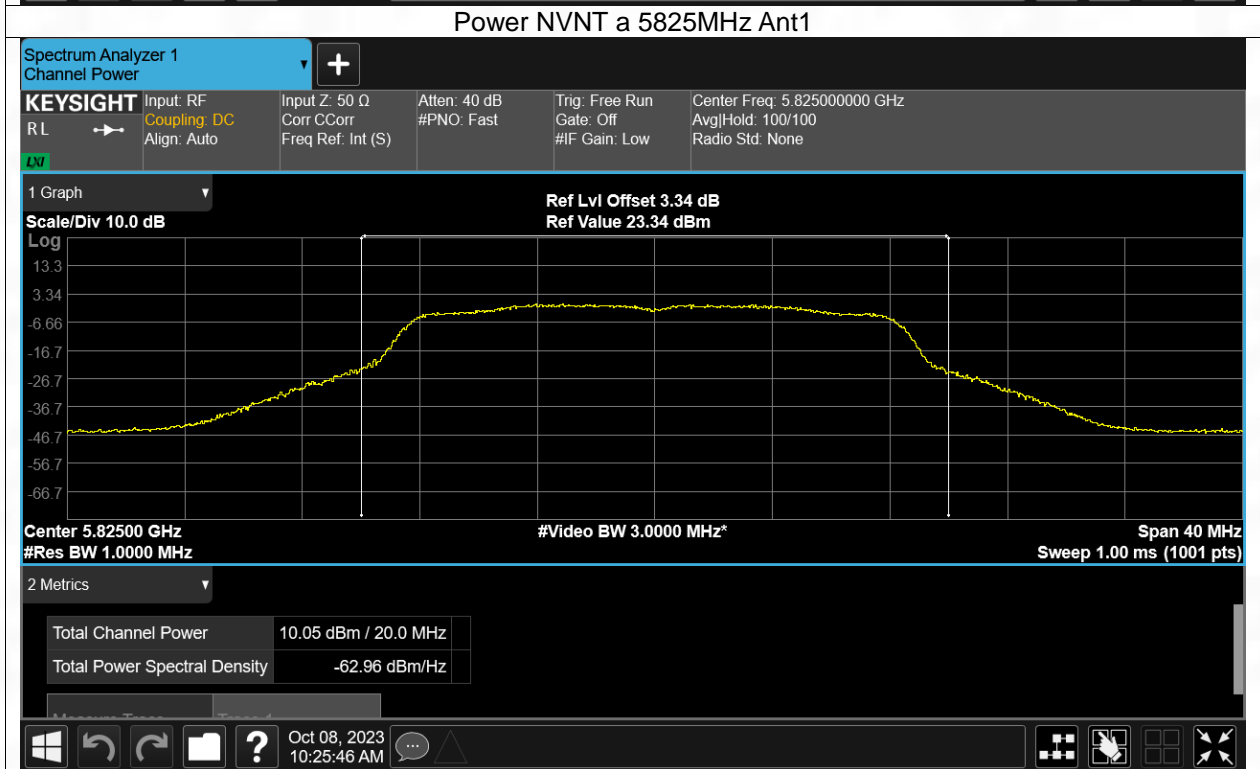 Power NVNT a 5825MHz Ant1
Spectrum Analyzer 1
Channel Power
+
KEYSIGHT
R L
LXI
Input: RF
Coupling: DC
Align: Auto
Input Z: 50 Ω
Corr CCorr
Freq Ref: Int (S)
Atten: 40 dB
#PNO: Fast
Trig: Free Run
Gate: Off
#IF Gain: Low
Center Freq: 5.825000000 GHz
Avg|Hold: 100/100
Radio Std: None
1 Graph
Scale/Div 10.0 dB
Ref Lvl Offset 3.34 dB
Ref Value 23.34 dBm
Log
13.3
3.34
-6.66
-16.7
-26.7
-36.7
-46.7
-56.7
-66.7
Center 5.82500 GHz
#Res BW 1.0000 MHz
#Video BW 3.0000 MHz*
Span 40 MHz
Sweep 1.00 ms (1001 pts)
2 Metrics
Total Channel Power 10.05 dBm / 20.0 MHz
Total Power Spectral Density -62.96 dBm/Hz
?
Oct 08, 2023
10:25:46 AM